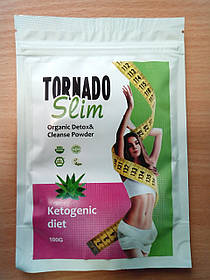 TORNADO
Slim
Organic Detox&
Cleanse Powder
Ketogenic
diet
100G